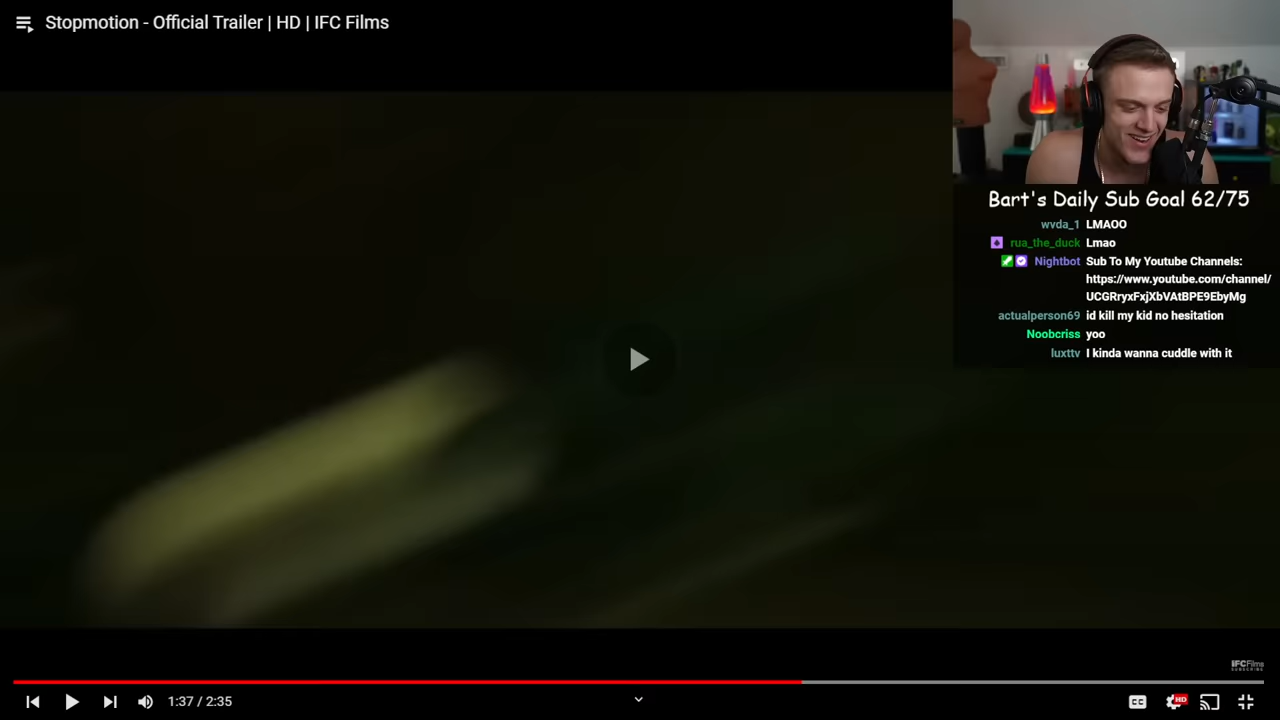 Stopmotion - Official Trailer | HD | IFC Films
Bart's Daily Sub Goal 62/75
wvda_1 LMAOO
rua_the_duck Lmao
Nightbot Sub To My Youtube Channels:
https://www.youtube.com/channel/
UCGRryxFxjXbVAtBPE9EbyMg
actualperson69 id kill my kid no hesitation
Noobcriss yoo
luxttv I kinda wanna cuddle with it
IFC Films
1:37 / 2:35
CC
HD